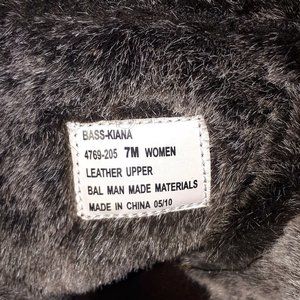 BASS-KIANA
4769-205 7M WOMEN
LEATHER UPPER
BAL MAN MADE MATERIALS
MADE IN CHINA 05/10